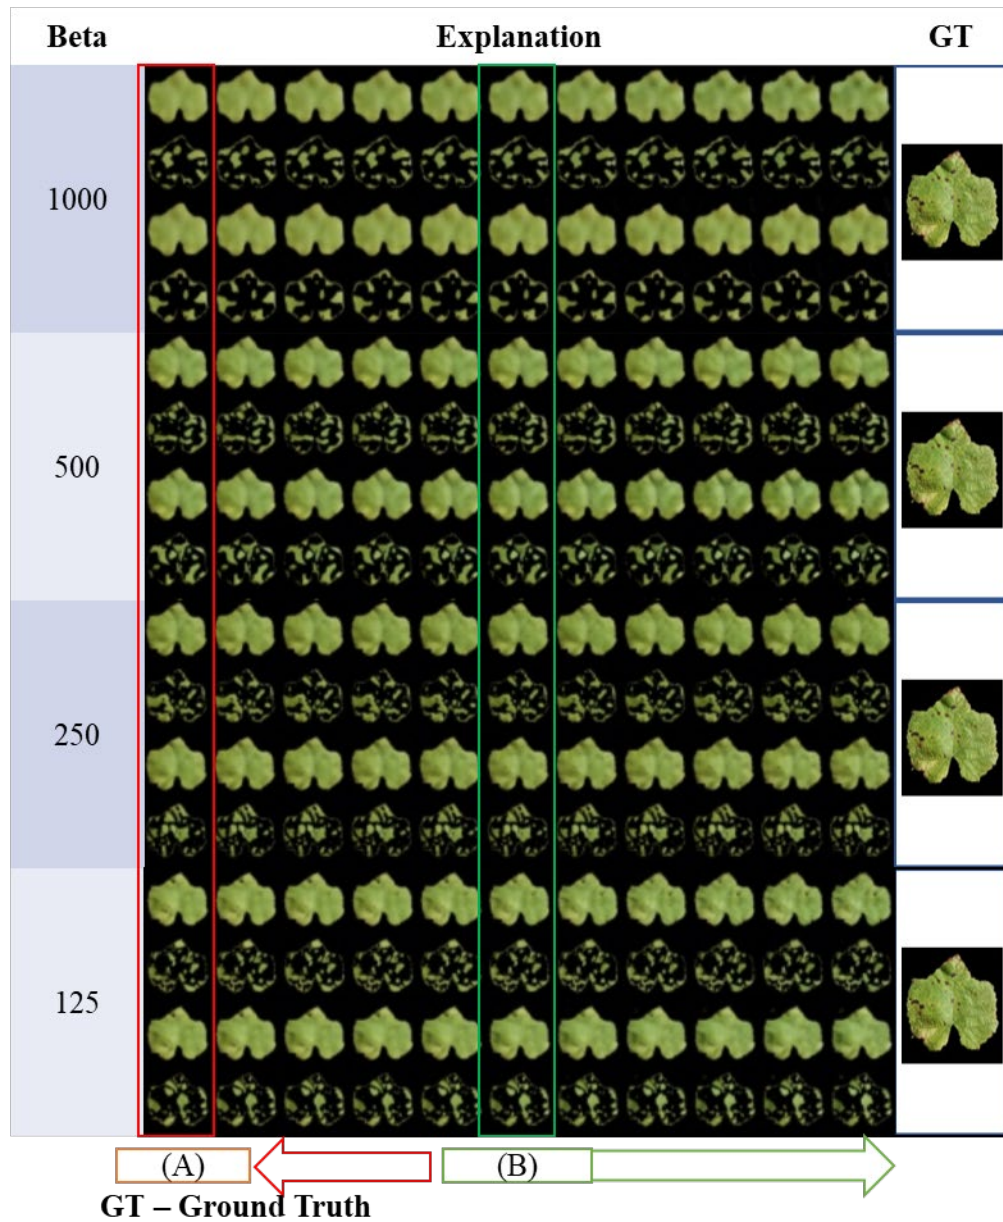 Beta Explanation GT
1000
500
250
125
(A) (B)
GT – Ground Truth